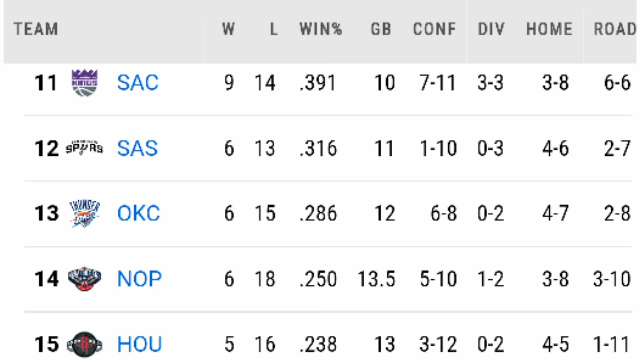 TEAM W L WIN% GB CONF DIV HOME ROAD
11 KINGS SAC 9 14 .391 10 7-11 3-3 3-8 6-6
12 SPURS SAS 6 13 .316 11 1-10 0-3 4-6 2-7
13 THUNDER OKC 6 15 .286 12 6-8 0-2 4-7 2-8
14 NOP 6 18 .250 13.5 5-10 1-2 3-8 3-10
15 HOU 5 16 .238 13 3-12 0-2 4-5 1-11